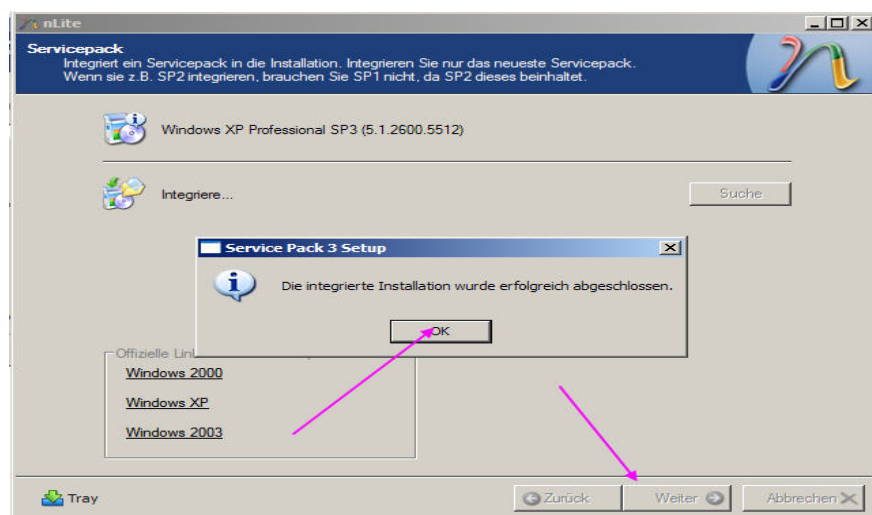 nLite
Servicepack
Integriert ein Servicepack in die Installation. Integrieren Sie nur das neueste Servicepack.
Wenn sie z.B. SP2 integrieren, brauchen Sie SP1 nicht, da SP2 dieses beinhaltet.
Windows XP Professional SP3 (5.1.2600.5512)
Integriere...
Suche
Service Pack 3 Setup
Die integrierte Installation wurde erfolgreich abgeschlossen.
OK
Offizielle
Windows 2000
Windows XP
Windows 2003
Tray
Zurück
Weiter
Abbrechen